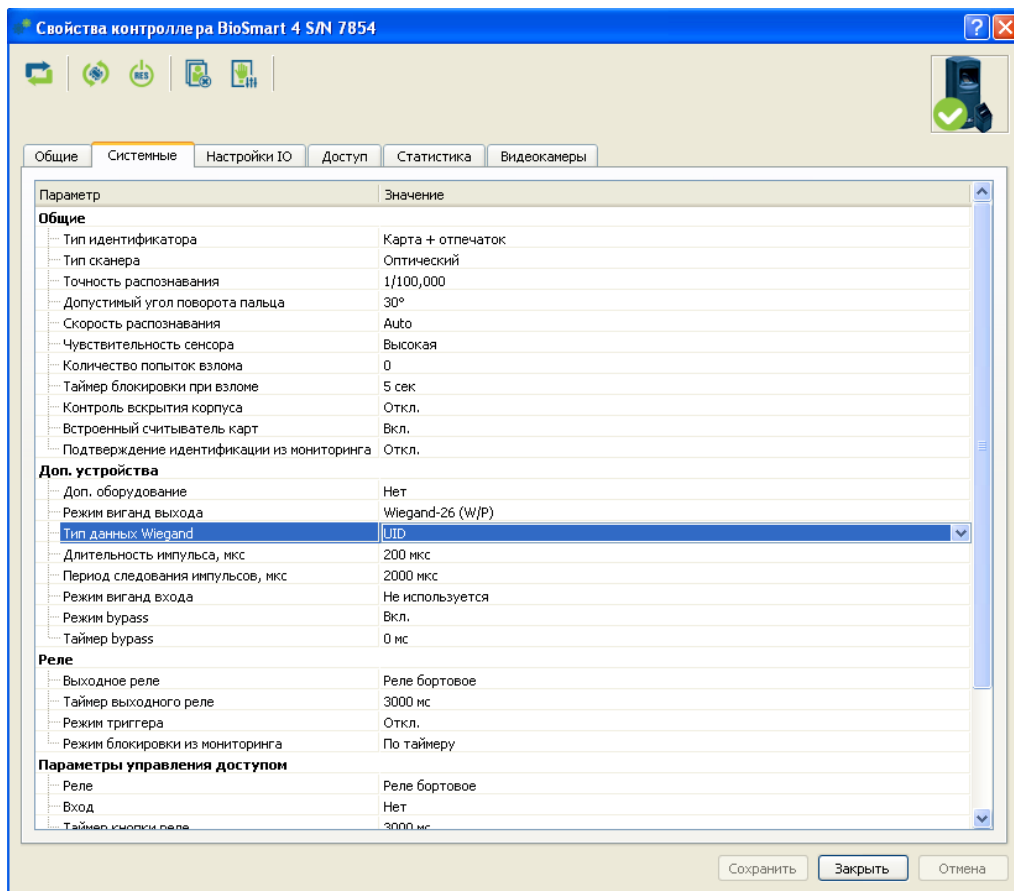 Свойства контроллера BioSmart 4 S/N 7854
RES
Общие Системные Настройки IO Доступ Статистика Видеокамеры
Параметр Значение
Общие
Тип идентификатора Карта + отпечаток
Тип сканера Оптический
Точность распознавания 1/100,000
Допустимый угол поворота пальца 30°
Скорость распознавания Auto
Чувствительность сенсора Высокая
Количество попыток взлома 0
Таймер блокировки при взломе 5 сек
Контроль вскрытия корпуса Откл.
Встроенный считыватель карт Вкл.
Подтверждение идентификации из мониторинга Откл.
Доп. устройства
Доп. оборудование Нет
Режим виганд выхода Wiegand-26 (W/P)
Тип данных Wiegand UID
Длительность импульса, мкс 200 мкс
Период следования импульсов, мкс 2000 мкс
Режим виганд входа Не используется
Режим bypass Вкл.
Таймер bypass 0 мс
Реле
Выходное реле Реле бортовое
Таймер выходного реле 3000 мс
Режим триггера Откл.
Режим блокировки из мониторинга По таймеру
Параметры управления доступом
Реле Реле бортовое
Вход Нет
Таймер кнопки реле 3000 мс
Сохранить Закрыть Отмена